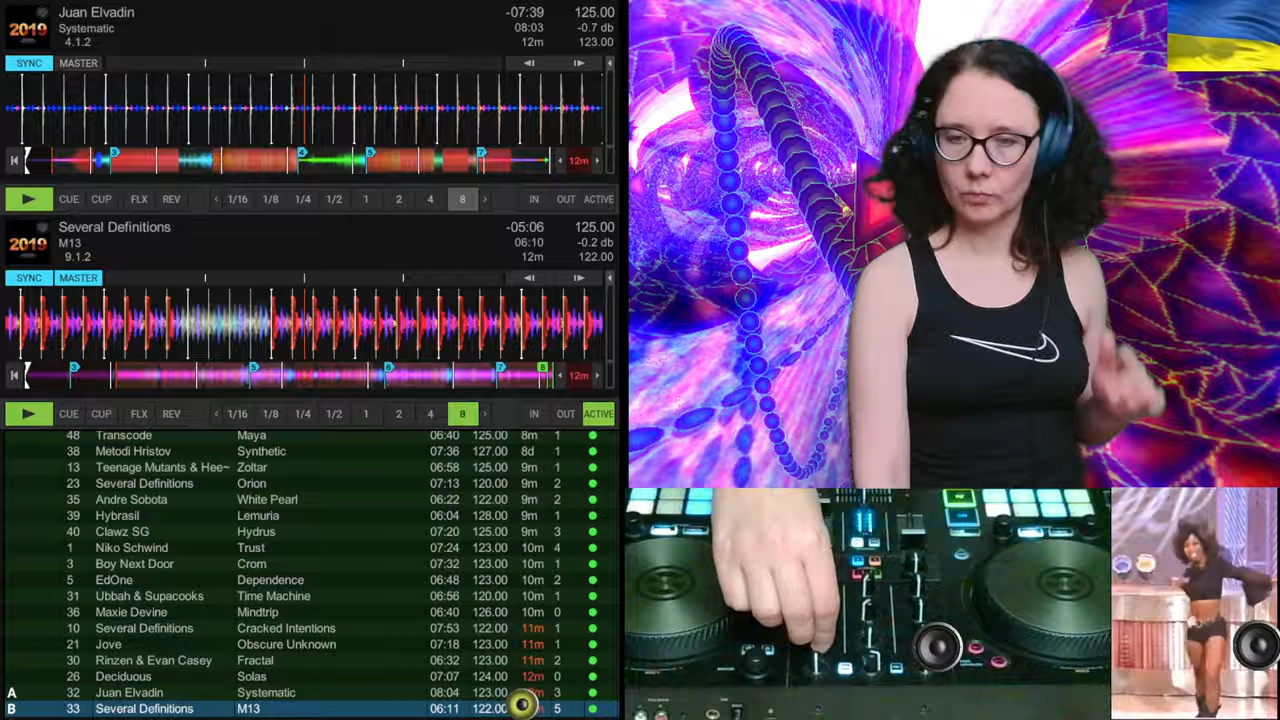 2019
Juan Elvadin
-07:39
125.00
Systematic
08:03
-0.7 db
4.1.2
12m
123.00
SYNC
MASTER
3
4
5
7
12m
CUE CUP FLX REV 1/16 1/8 1/4 1/2 1 2 4 8 IN OUT ACTIVE
2019
Several Definitions
-05:06
125.00
M13
06:10
-0.2 db
9.1.2
12m
122.00
SYNC
MASTER
3
5
6
7
8
12m
CUE CUP FLX REV 1/16 1/8 1/4 1/2 1 2 4 8 IN OUT ACTIVE
48 Transcode Maya 06:40 125.00 8m 1
38 Metodi Hristov Synthetic 07:36 127.00 8d 1
13 Teenage Mutants & Hee~ Zoltar 06:58 125.00 9m 1
23 Several Definitions Orion 07:13 120.00 9m 2
35 Andre Sobota White Pearl 06:22 122.00 9m 2
39 Hybrasil Lemuria 06:04 128.00 9m 1
40 Clawz SG Hydrus 07:20 125.00 9m 3
1 Niko Schwind Trust 07:24 123.00 10m 4
3 Boy Next Door Crom 07:32 123.00 10m 1
5 EdOne Dependence 06:48 123.00 10m 2
31 Ubbah & Supacooks Time Machine 06:56 120.00 10m 1
36 Maxie Devine Mindtrip 06:40 126.00 10m 0
10 Several Definitions Cracked Intentions 07:53 122.00 11m 1
21 Jove Obscure Unknown 07:18 123.00 11m 1
30 Rinzen & Evan Casey Fractal 06:32 123.00 11m 2
26 Deciduous Solas 07:07 124.00 12m 0
A 32 Juan Elvadin Systematic 08:04 123.00 3
B 33 Several Definitions M13 06:11 122.00 5